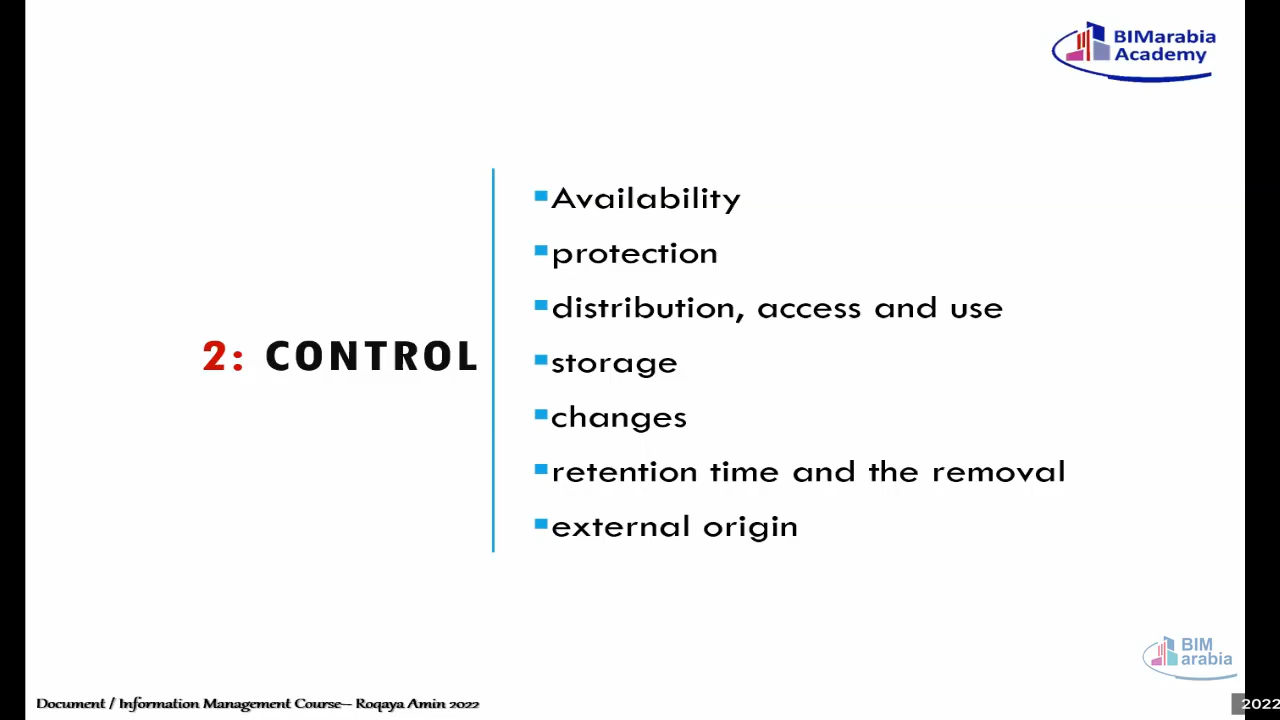 BIMarabia
Academy
2: CONTROL
Availability
protection
distribution, access and use
storage
changes
retention time and the removal
external origin
BIM
arabia
Document / Information Management Course-- Roqaya Amin 2022
2022